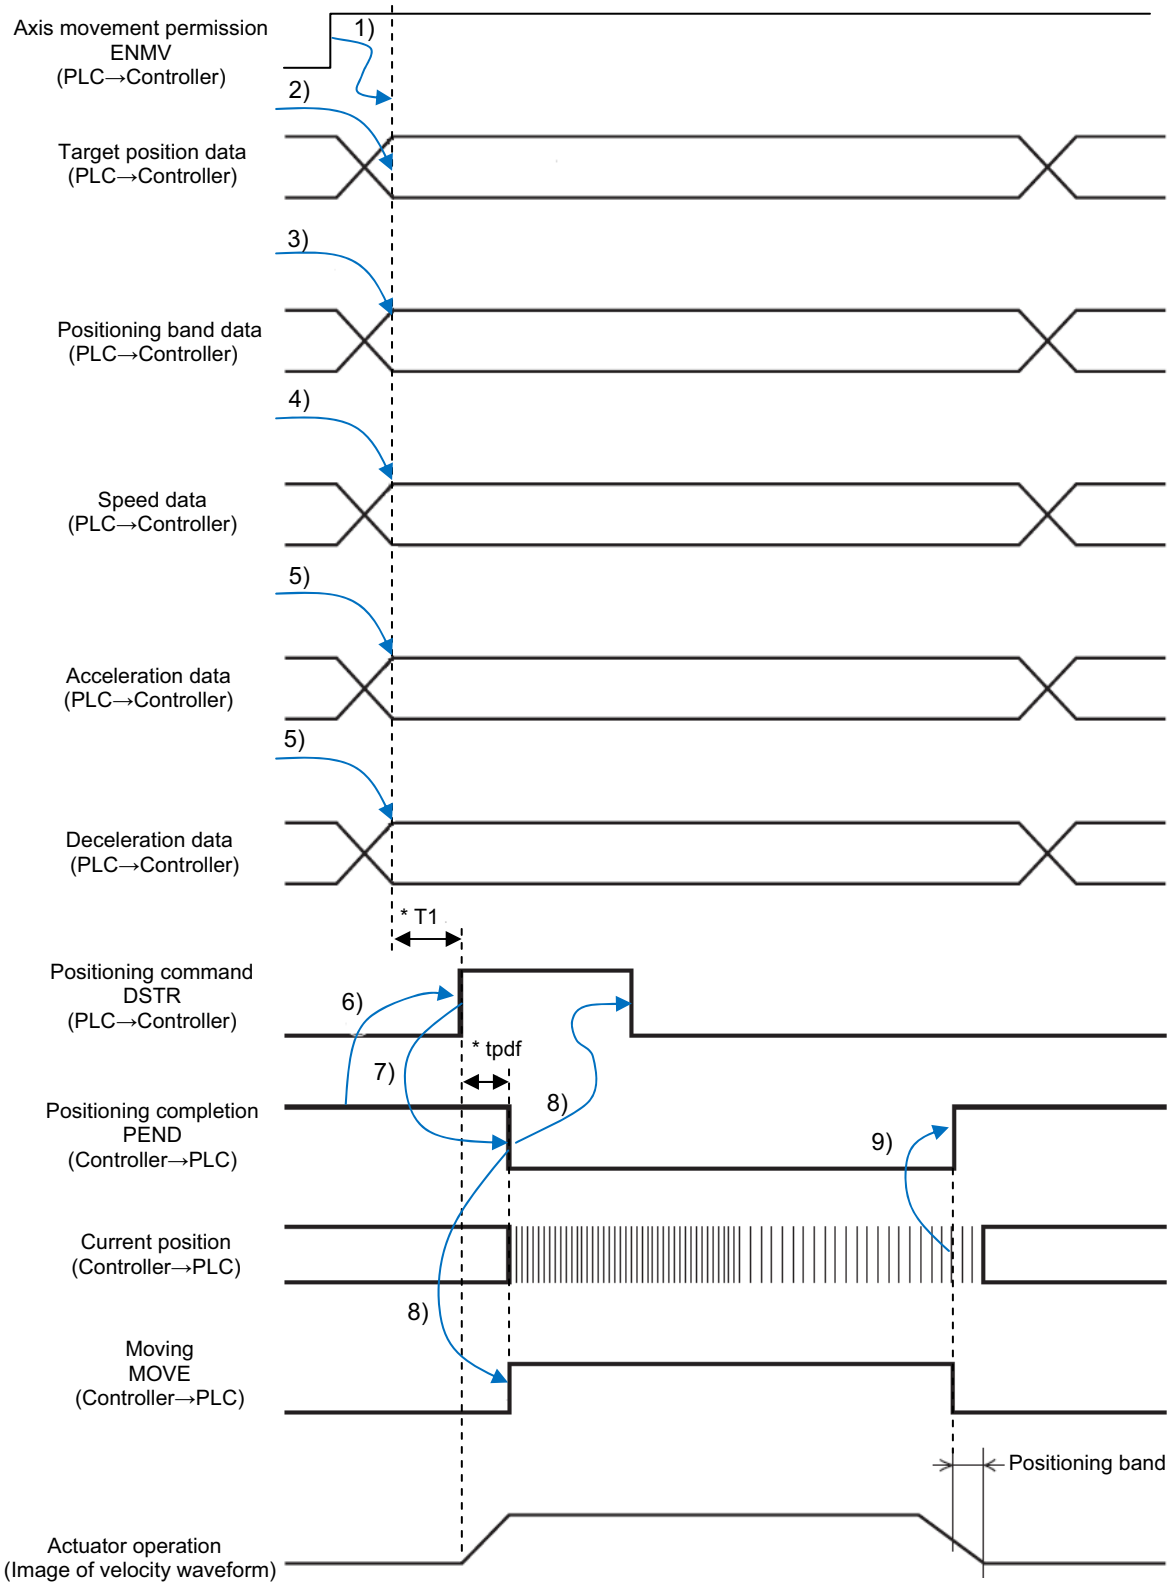 Axis movement permission
ENMV
(PLC→Controller)
1)
2)
Target position data
(PLC→Controller)
3)
Positioning band data
(PLC→Controller)
4)
Speed data
(PLC→Controller)
5)
Acceleration data
(PLC→Controller)
5)
Deceleration data
(PLC→Controller)
* T1
Positioning command
DSTR
(PLC→Controller)
6)
* tpdf
7)
8)
Positioning completion
PEND
(Controller→PLC)
9)
Current position
(Controller→PLC)
8)
Moving
MOVE
(Controller→PLC)
Positioning band
Actuator operation
(Image of velocity waveform)